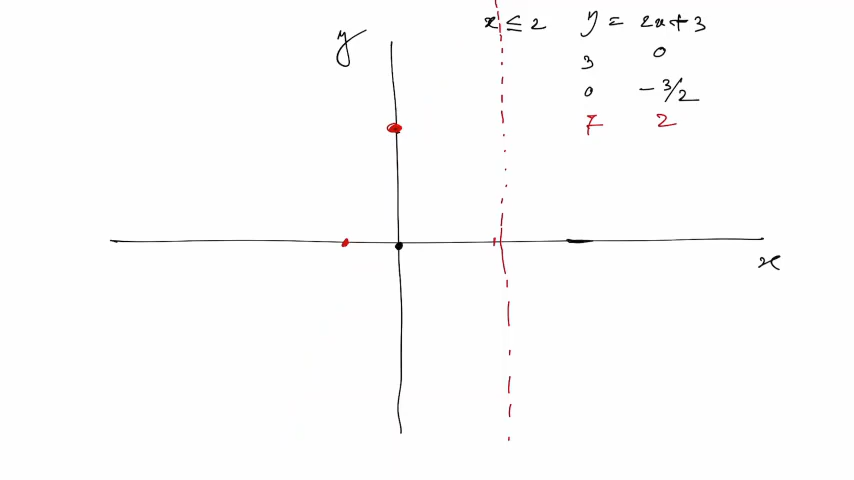 x ≤ 2 y = 2x + 3
y
3 0
0 -3/2
7 2
x